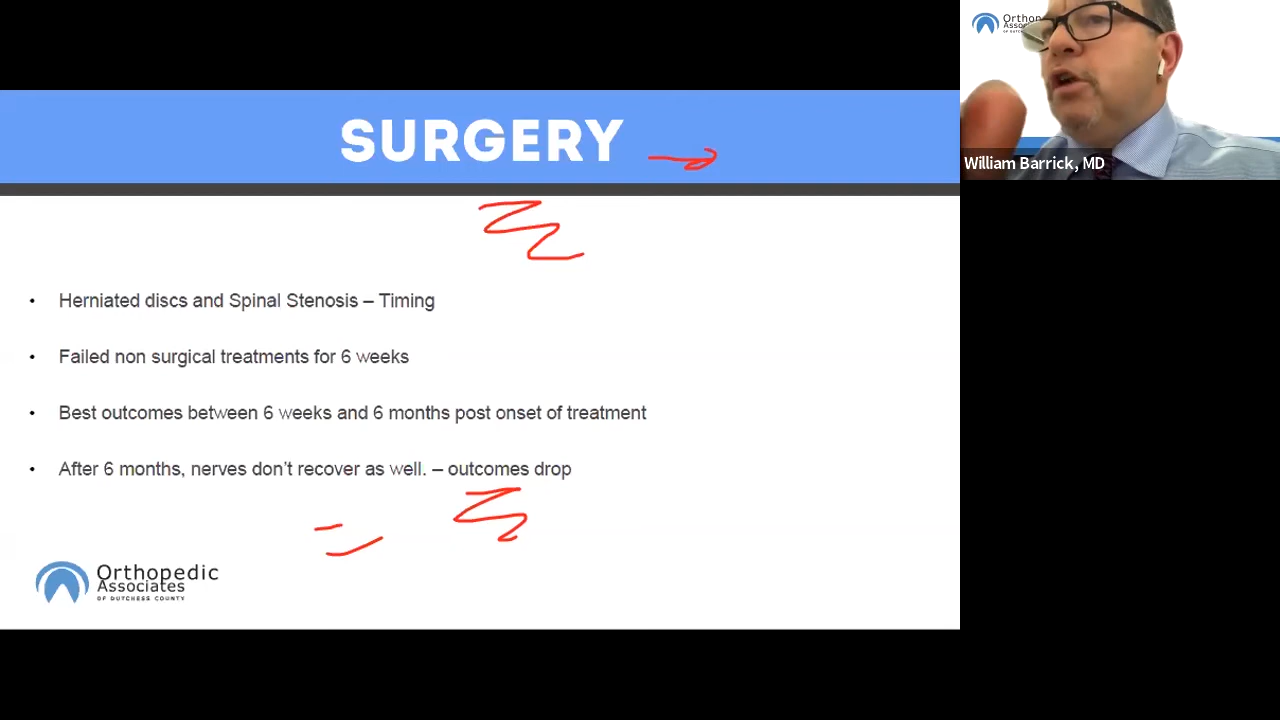 SURGERY
• Herniated discs and Spinal Stenosis – Timing
• Failed non surgical treatments for 6 weeks
• Best outcomes between 6 weeks and 6 months post onset of treatment
• After 6 months, nerves don't recover as well. – outcomes drop
Orthopedic
Associates
OF DUTCHESS COUNTY
William Barrick, MD